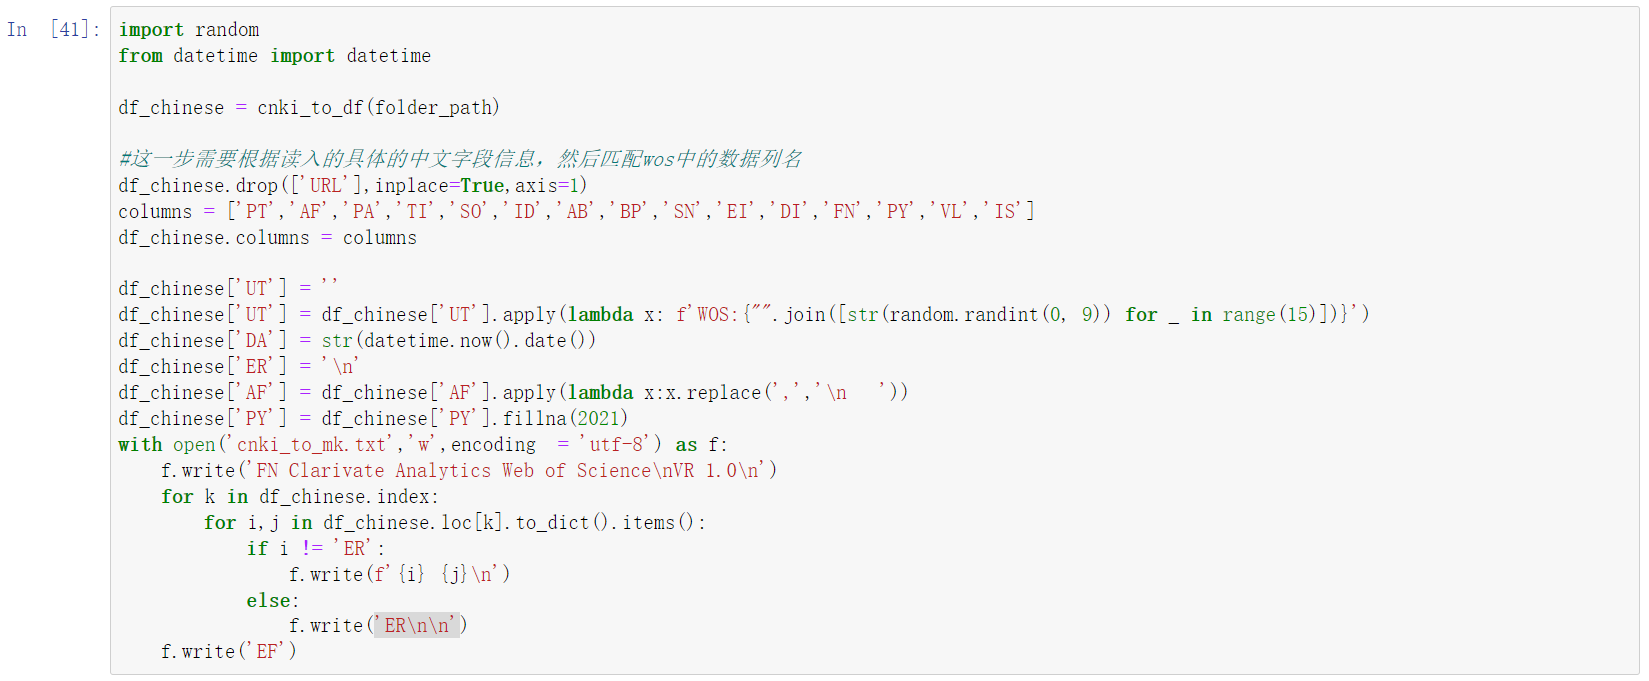 In [41]:
import random
from datetime import datetime
df_chinese = cnki_to_df(folder_path)
#这一步需要根据读入的具体的中文字段信息，然后匹配wos中的数据列名
df_chinese.drop(['URL'],inplace=True,axis=1)
columns = ['PT','AF','PA','TI','SO','ID','AB','BP','SN','EI','DI','FN','PY','VL','IS']
df_chinese.columns = columns
df_chinese['UT'] = ''
df_chinese['UT'] = df_chinese['UT'].apply(lambda x: f'WOS:{"".join([str(random.randint(0, 9)) for _ in range(15)])}')
df_chinese['DA'] = str(datetime.now().date())
df_chinese['ER'] = '\n'
df_chinese['AF'] = df_chinese['AF'].apply(lambda x:x.replace(',','\n   '))
df_chinese['PY'] = df_chinese['PY'].fillna(2021)
with open('cnki_to_mk.txt','w',encoding  = 'utf-8') as f:
    f.write('FN Clarivate Analytics Web of Science\nVR 1.0\n')
    for k in df_chinese.index:
        for i,j in df_chinese.loc[k].to_dict().items():
            if i != 'ER':
                f.write(f'{i} {j}\n')
            else:
                f.write('ER\n\n')
    f.write('EF')